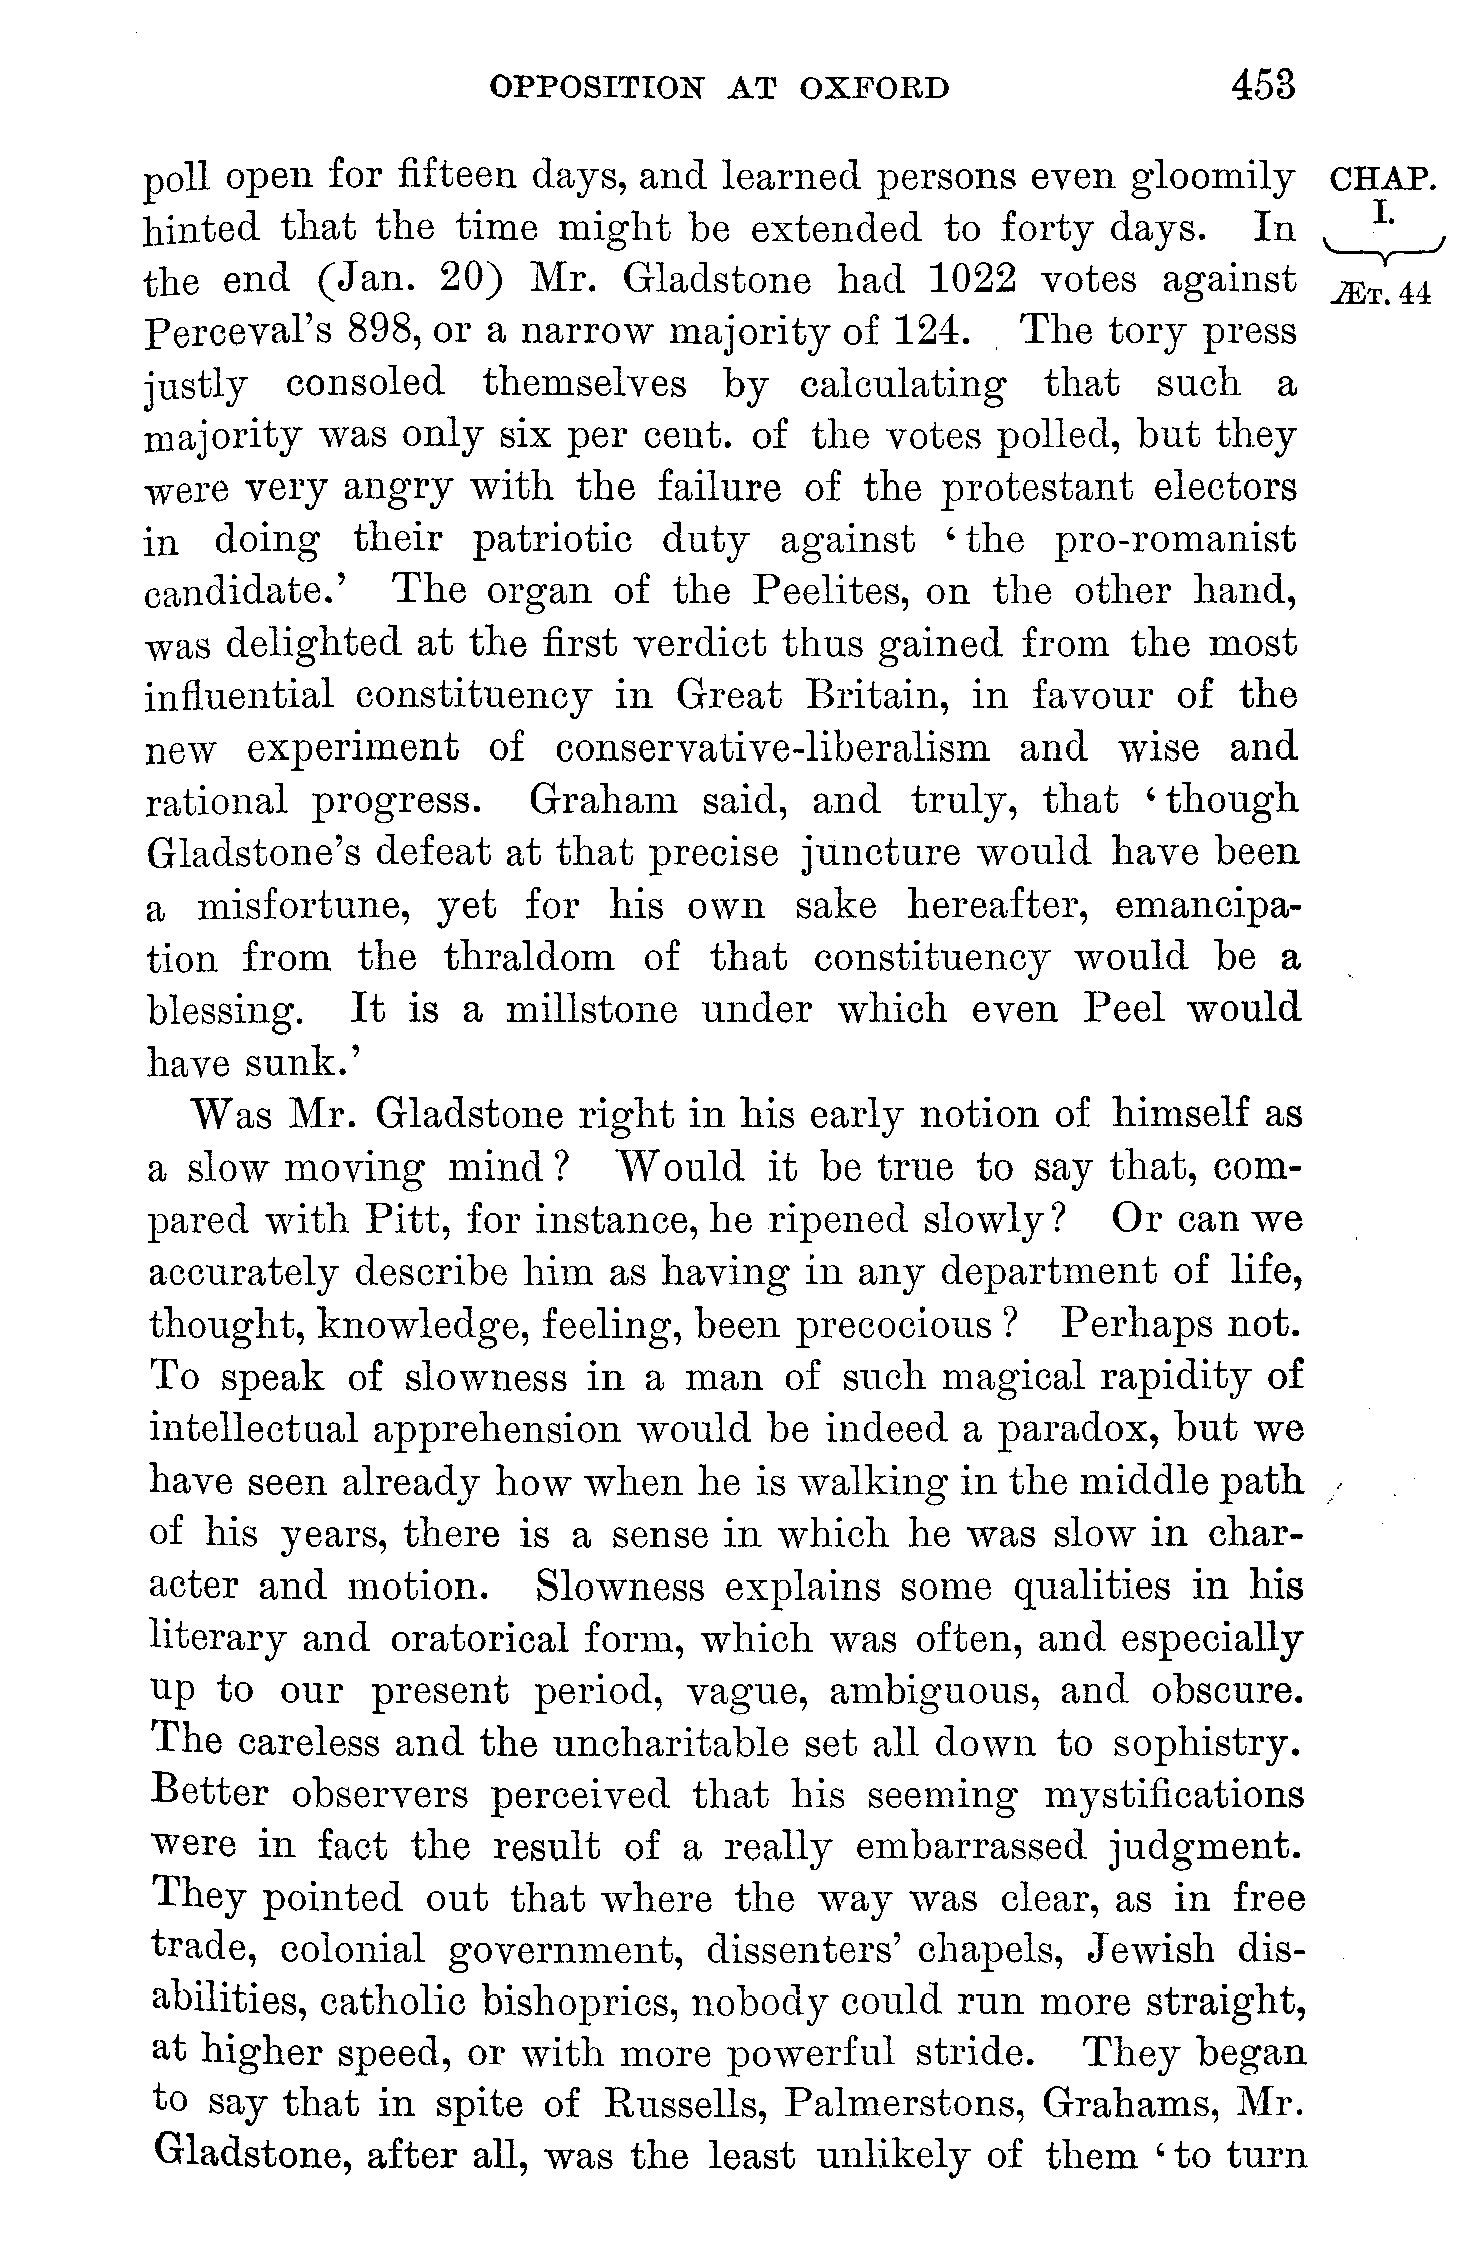 OPPOSITION AT OXFORD 453
poll open for fifteen days, and learned persons even gloomily CHAP.
hinted that the time might be extended to forty days. In I.
the end (Jan. 20) Mr. Gladstone had 1022 votes against ÆT. 44
Perceval's 898, or a narrow majority of 124. The tory press
justly consoled themselves by calculating that such a
majority was only six per cent. of the votes polled, but they
were very angry with the failure of the protestant electors
in doing their patriotic duty against ‘the pro-romanist
candidate.’ The organ of the Peelites, on the other hand,
was delighted at the first verdict thus gained from the most
influential constituency in Great Britain, in favour of the
new experiment of conservative-liberalism and wise and
rational progress. Graham said, and truly, that ‘though
Gladstone's defeat at that precise juncture would have been
a misfortune, yet for his own sake hereafter, emancipa-
tion from the thraldom of that constituency would be a
blessing. It is a millstone under which even Peel would
have sunk.’
Was Mr. Gladstone right in his early notion of himself as
a slow moving mind? Would it be true to say that, com-
pared with Pitt, for instance, he ripened slowly? Or can we
accurately describe him as having in any department of life,
thought, knowledge, feeling, been precocious? Perhaps not.
To speak of slowness in a man of such magical rapidity of
intellectual apprehension would be indeed a paradox, but we
have seen already how when he is walking in the middle path
of his years, there is a sense in which he was slow in char-
acter and motion. Slowness explains some qualities in his
literary and oratorical form, which was often, and especially
up to our present period, vague, ambiguous, and obscure.
The careless and the uncharitable set all down to sophistry.
Better observers perceived that his seeming mystifications
were in fact the result of a really embarrassed judgment.
They pointed out that where the way was clear, as in free
trade, colonial government, dissenters' chapels, Jewish dis-
abilities, catholic bishoprics, nobody could run more straight,
at higher speed, or with more powerful stride. They began
to say that in spite of Russells, Palmerstons, Grahams, Mr.
Gladstone, after all, was the least unlikely of them ‘to turn